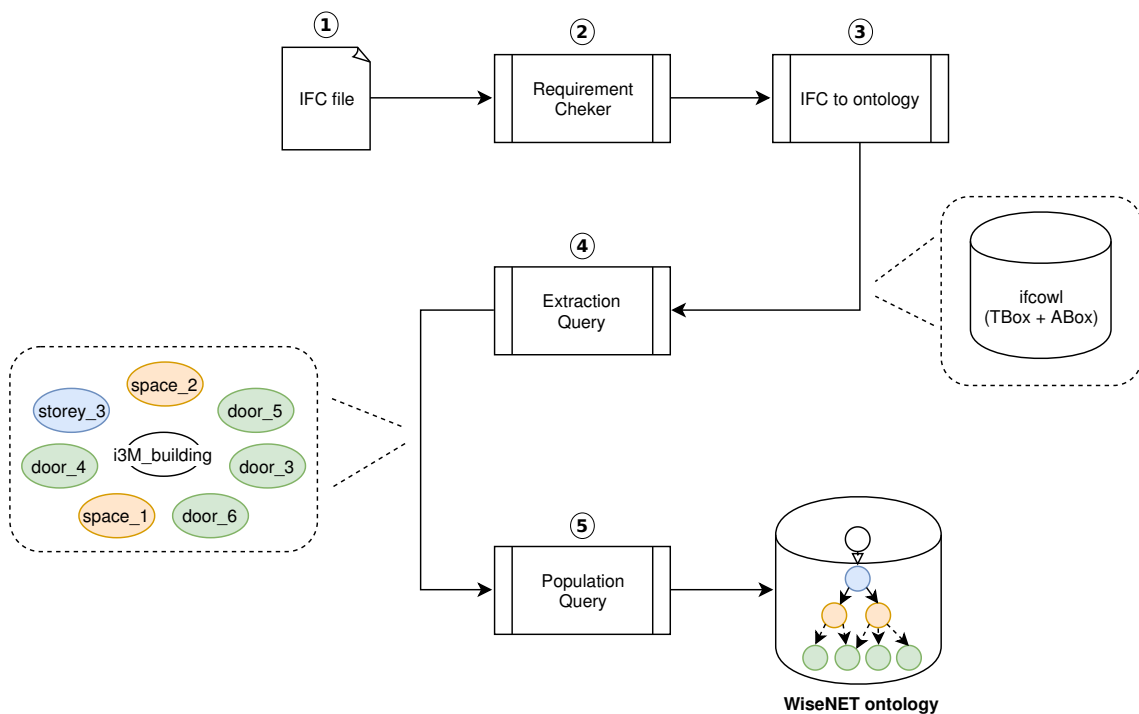 1
2
3
IFC file
Requirement
Cheker
IFC to ontology
4
Extraction
Query
ifcowl
(TBox + ABox)
space_2
storey_3
door_5
i3M_building
door_4
door_3
space_1
door_6
5
Population
Query
WiseNET ontology